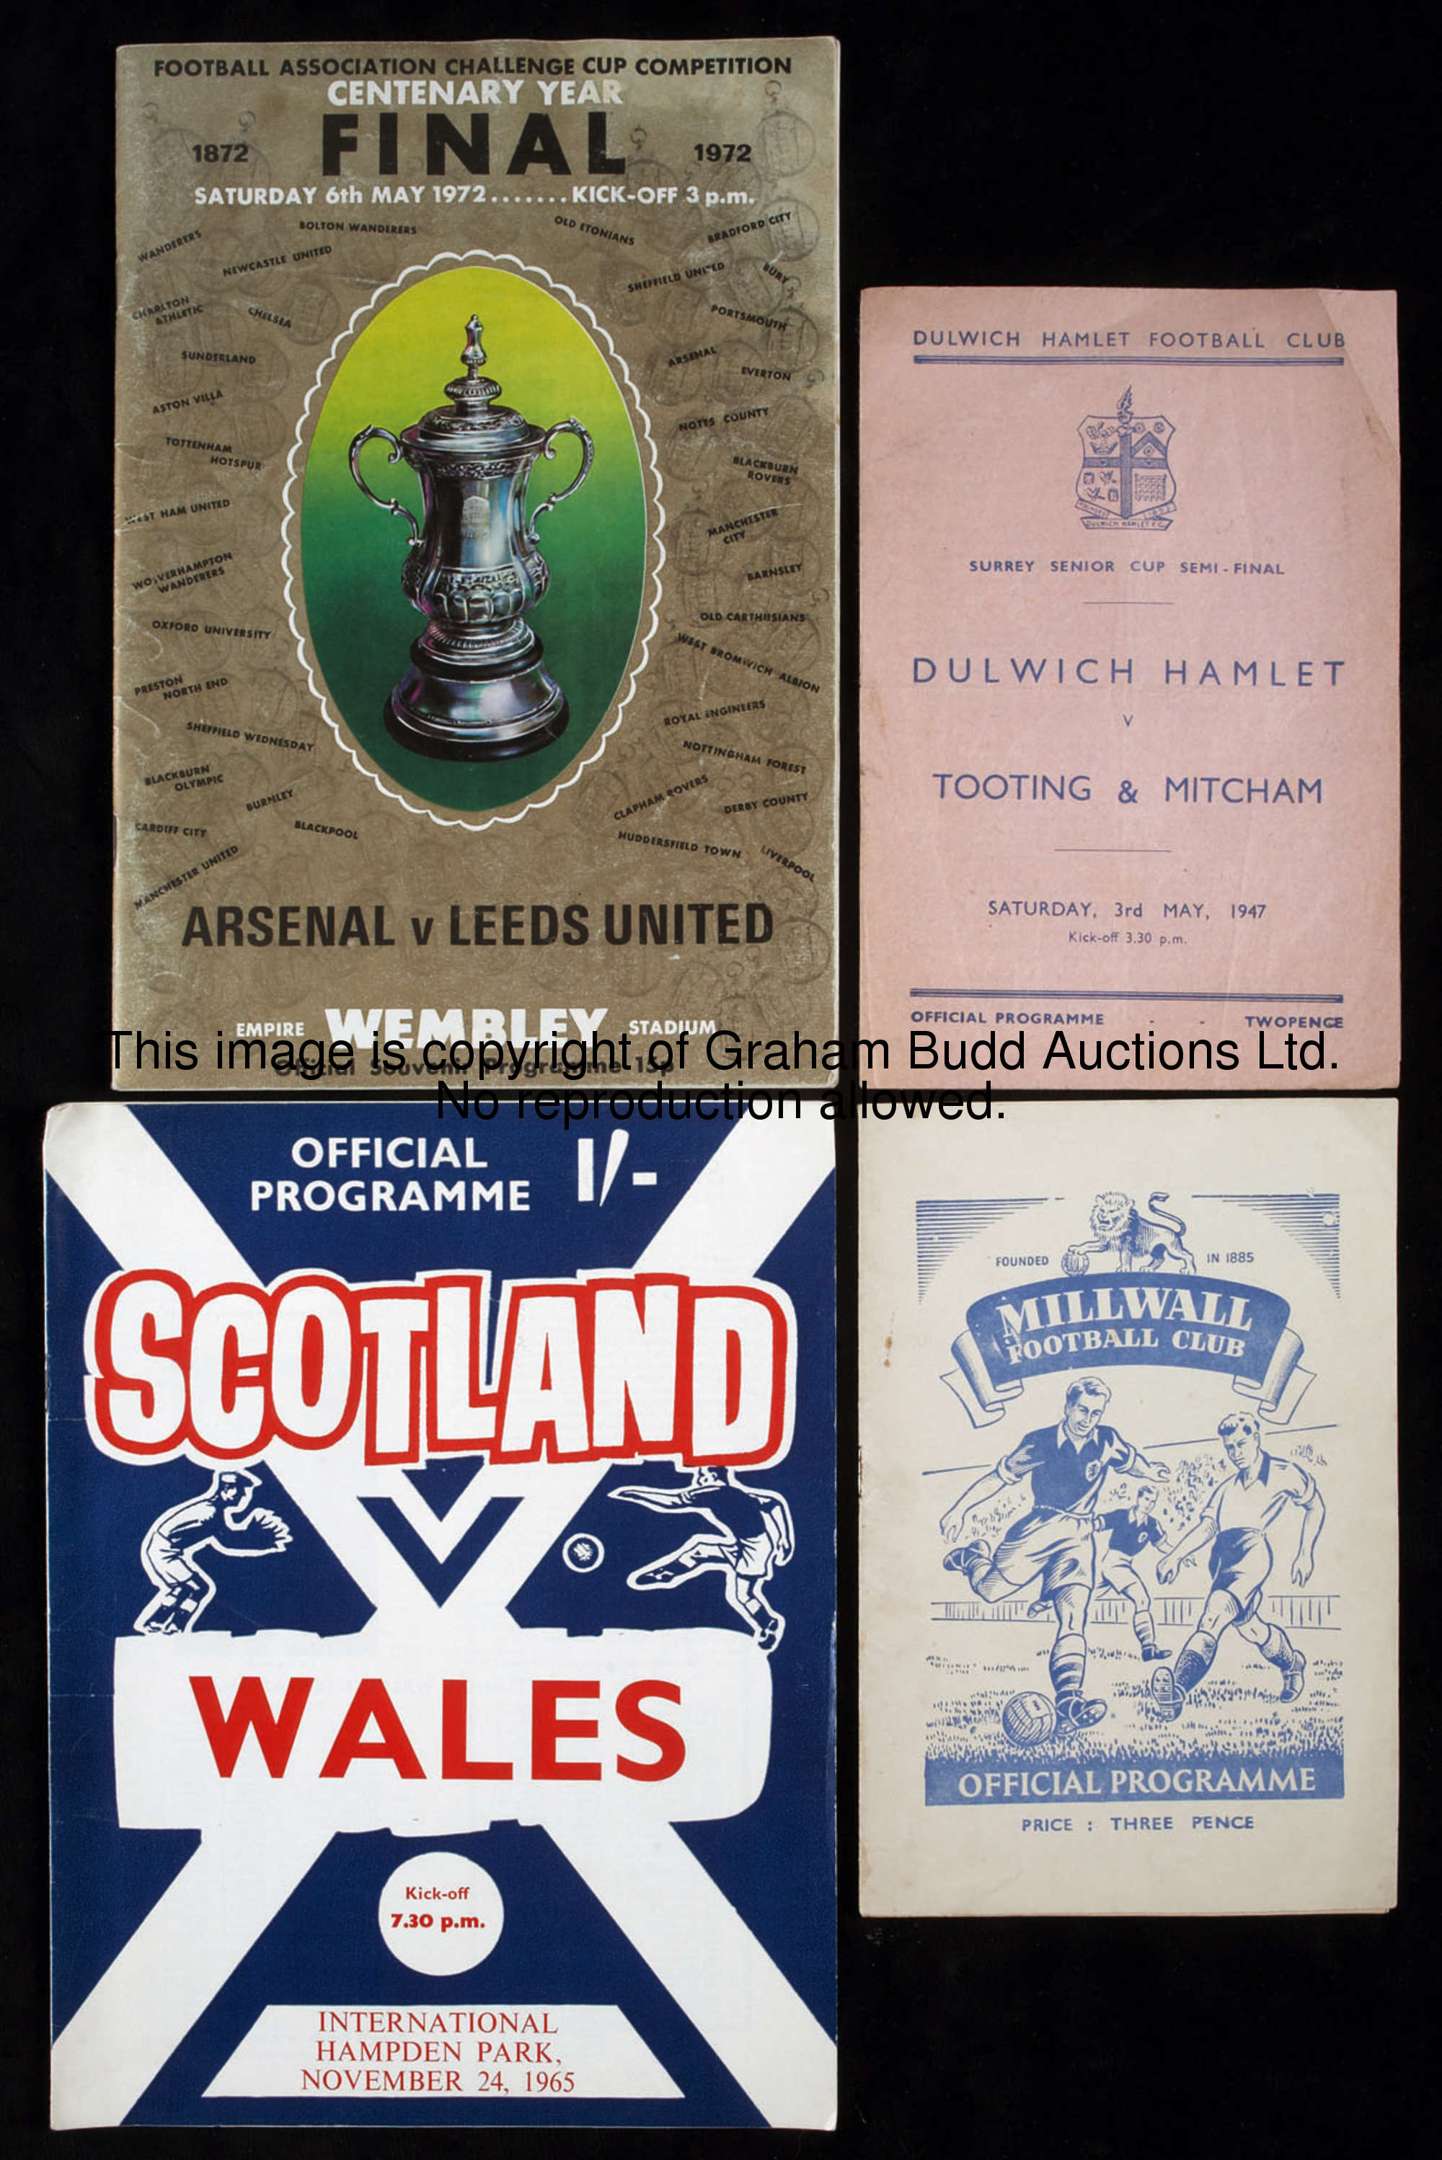 FOOTBALL ASSOCIATION CHALLENGE CUP COMPETITION
CENTENARY YEAR
FINAL
1872 1972
SATURDAY 6th MAY 1972.......KICK-OFF 3 p.m.
WANDERERS
BOLTON WANDERERS
NEWCASTLE UNITED
CHARLTON
ATHLETIC
CHELSEA
SUNDERLAND
ASTON VILLA
TOTTENHAM
HOTSPUR
WEST HAM UNITED
WOLVERHAMPTON
WANDERERS
OXFORD UNIVERSITY
PRESTON
NORTH END
SHEFFIELD WEDNESDAY
BLACKBURN
OLYMPIC
BURNLEY
CARDIFF CITY
BLACKPOOL
MANCHESTER UNITED
OLD ETONIANS
BRADFORD CITY
SHEFFIELD UNITED
BURY
PORTSMOUTH
ARSENAL
EVERTON
NOTTS COUNTY
BLACKBURN
ROVERS
MANCHESTER
CITY
BARNSLEY
OLD CARTHUSIANS
WEST BROMWICH ALBION
ROYAL ENGINEERS
NOTTINGHAM FOREST
CLAPHAM ROVERS
DERBY COUNTY
HUDDERSFIELD TOWN
LIVERPOOL
ARSENAL v LEEDS UNITED
EMPIRE WEMBLEY STADIUM
Official Souvenir Programme 15p
DULWICH HAMLET FOOTBALL CLUB
DULWICH HAMLET F.C.
SURREY SENIOR CUP SEMI-FINAL
DULWICH HAMLET
V
TOOTING & MITCHAM
SATURDAY, 3rd MAY, 1947
Kick-off 3.30 p.m.
OFFICIAL PROGRAMME - - TWOPENCE
This image is copyright of Graham Budd Auctions Ltd.
No reproduction allowed.
OFFICIAL
PROGRAMME
1/-
SCOTLAND
V
WALES
Kick-off
7.30 p.m.
INTERNATIONAL
HAMPDEN PARK,
NOVEMBER 24, 1965
FOUNDED IN 1885
MILLWALL
FOOTBALL CLUB
OFFICIAL PROGRAMME
PRICE : THREE PENCE